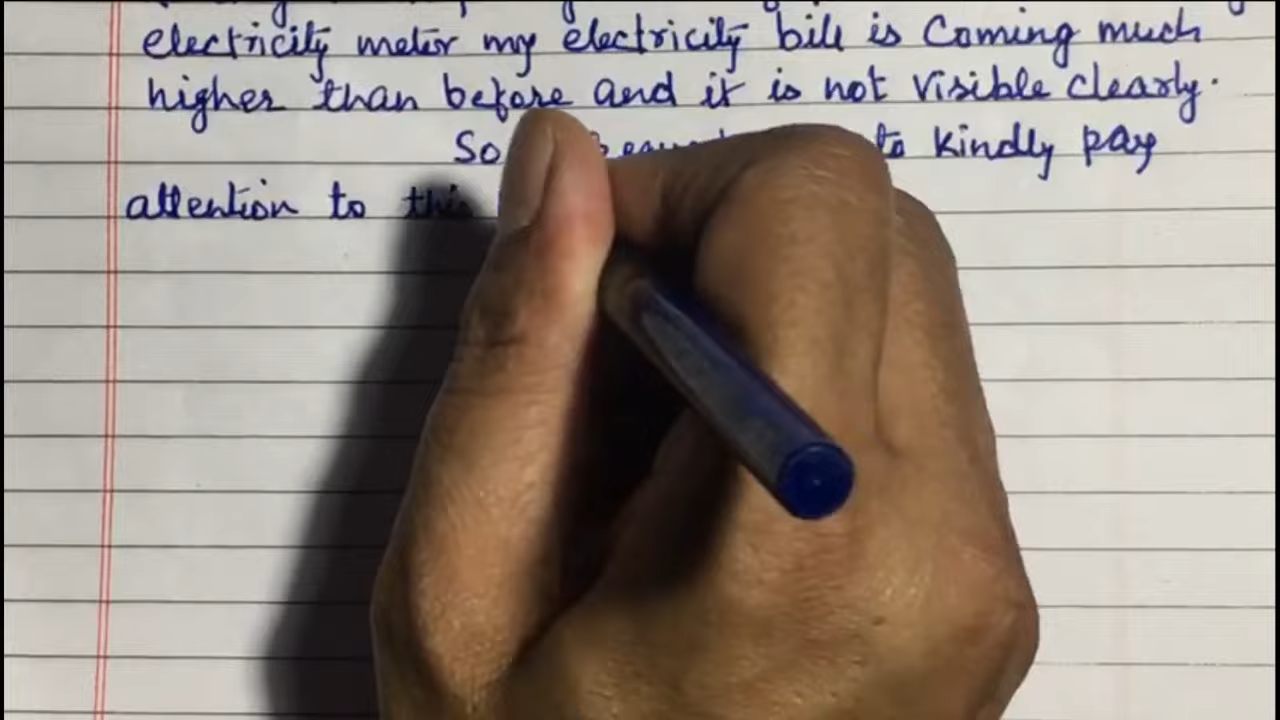 electricity meter my electricity bill is Coming much
higher than before and it is not Visible clearly.
So to kindly pay
attention to this